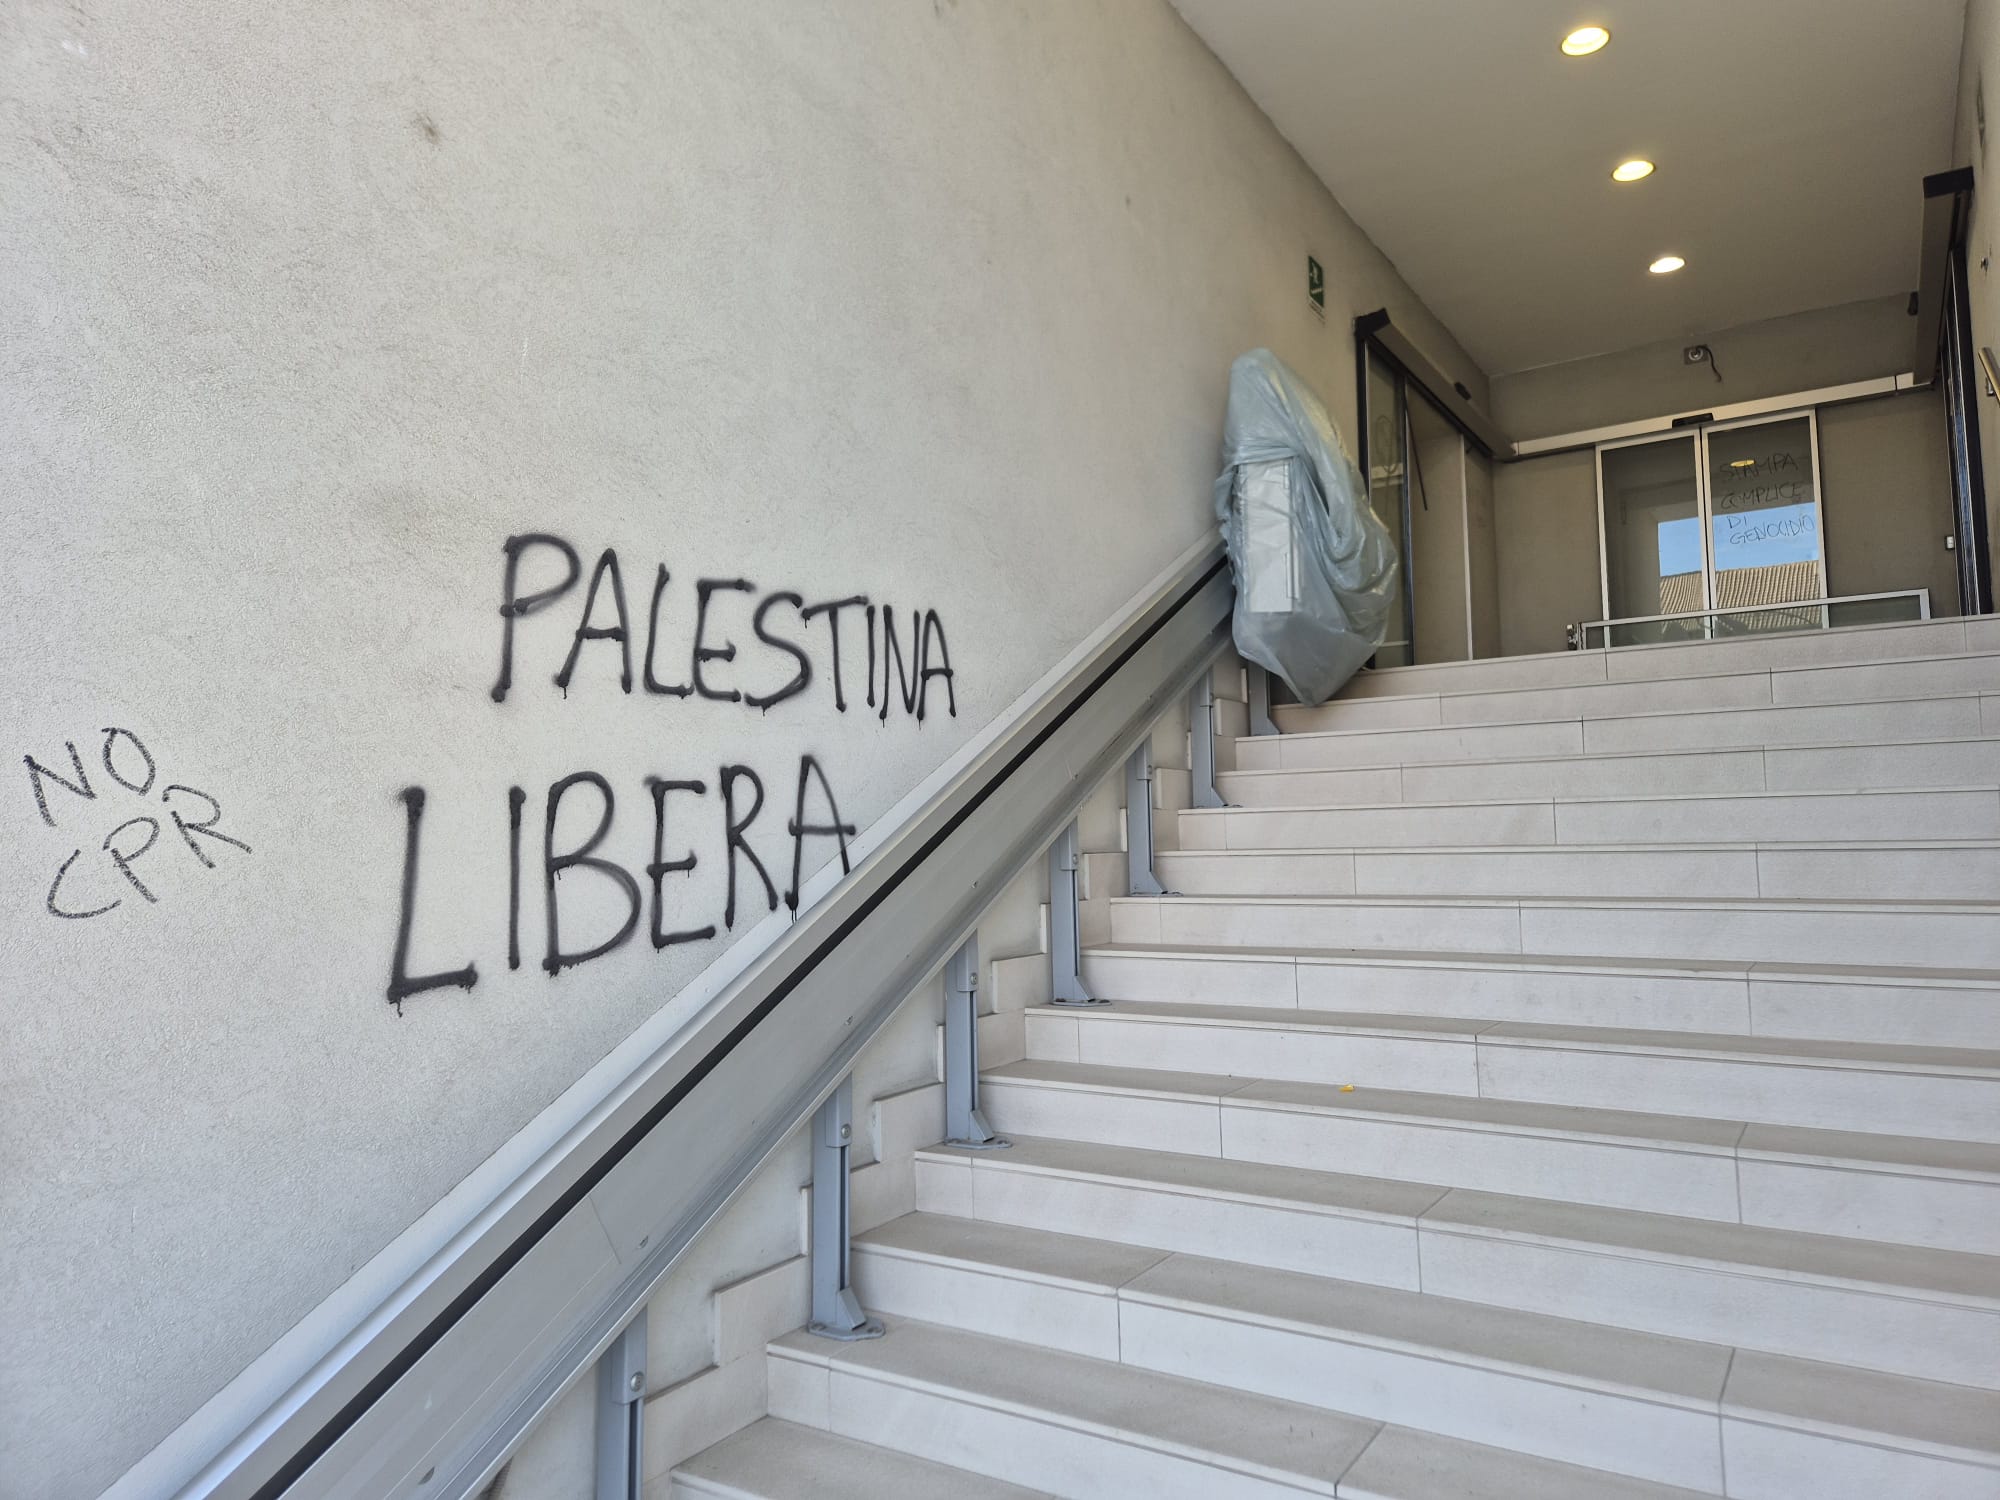 PALESTINA
LIBERA
NO
CPR
STAMPA
COMPLICE
DI
GENOCIDIO